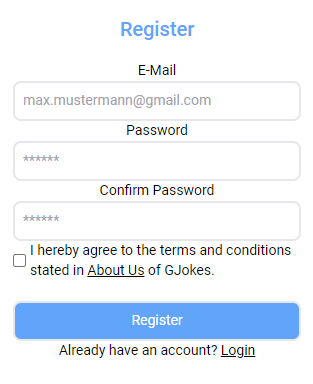 Register
E-Mail
max.mustermann@gmail.com
Password
******
Confirm Password
******
I hereby agree to the terms and conditions
stated in About Us of GJokes.
Register
Already have an account? Login